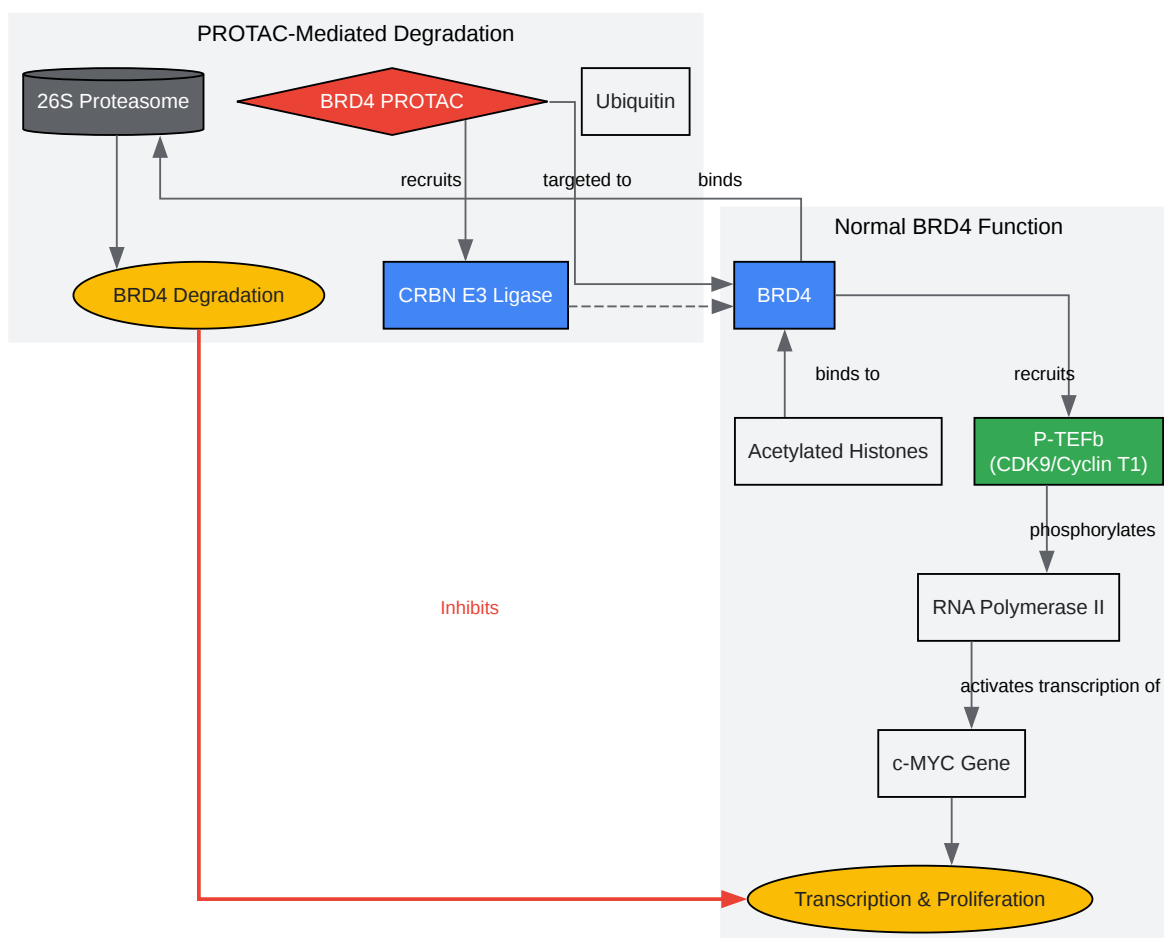 PROTAC-Mediated Degradation
26S Proteasome
BRD4 PROTAC
Ubiquitin
recruits
targeted to
binds
Normal BRD4 Function
BRD4 Degradation
CRBN E3 Ligase
BRD4
binds to
recruits
Acetylated Histones
P-TEFb
(CDK9/Cyclin T1)
phosphorylates
RNA Polymerase II
Inhibits
activates transcription of
c-MYC Gene
Transcription & Proliferation